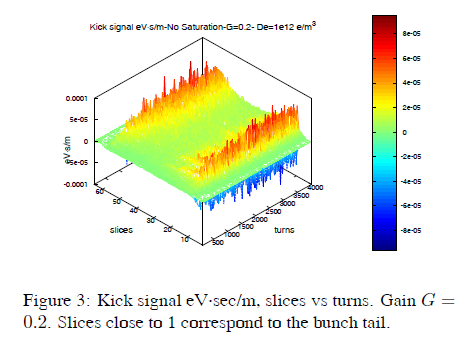 Kick signal eV·s/m-No Saturation-G=0.2- De=1e12 e/m³
0.0001
5e-05
0
-5e-05
-0.0001
eV.s/m
60
50
40
30
20
10
slices
500
1000
1500
2000
2500
3000
3500
4000
turns
8e-05
6e-05
4e-05
2e-05
0
-2e-05
-4e-05
-6e-05
-8e-05
Figure 3: Kick signal eV·sec/m, slices vs turns. Gain G =
0.2. Slices close to 1 correspond to the bunch tail.